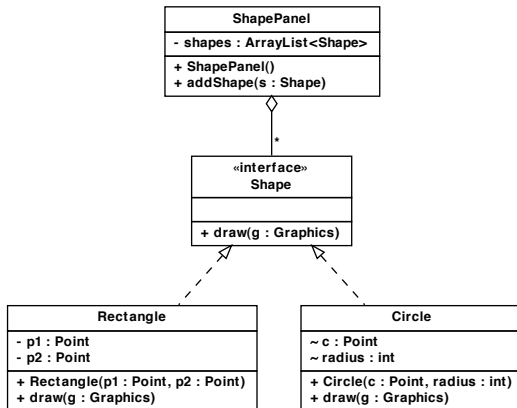 ShapePanel
- shapes : ArrayList<Shape>
+ ShapePanel()
+ addShape(s : Shape)
*
«interface»
Shape
+ draw(g : Graphics)
Rectangle
- p1 : Point
- p2 : Point
+ Rectangle(p1 : Point, p2 : Point)
+ draw(g : Graphics)
Circle
~ c : Point
~ radius : int
+ Circle(c : Point, radius : int)
+ draw(g : Graphics)